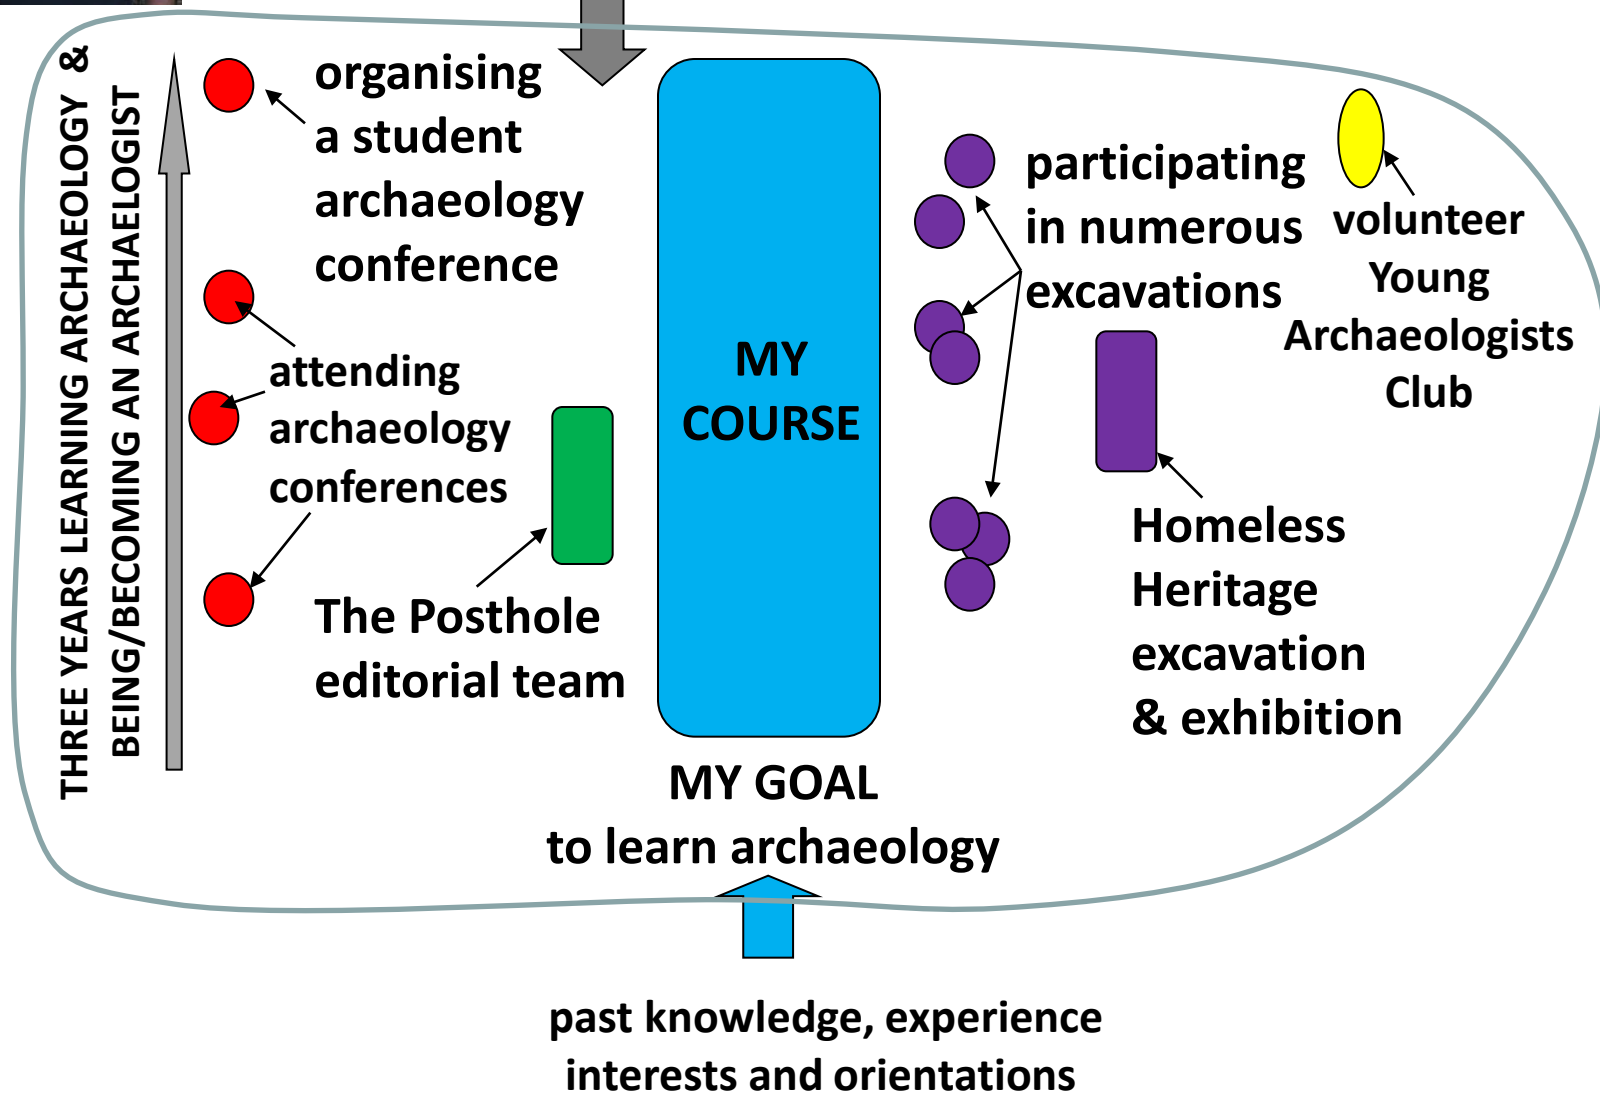 THREE YEARS LEARNING ARCHAEOLOGY &
BEING/BECOMING AN ARCHAELOGIST
organising
a student
archaeology
conference
attending
archaeology
conferences
The Posthole
editorial team
MY
COURSE
participating
in numerous
excavations
volunteer
Young
Archaeologists
Club
Homeless
Heritage
excavation
& exhibition
MY GOAL
to learn archaeology
past knowledge, experience
interests and orientations